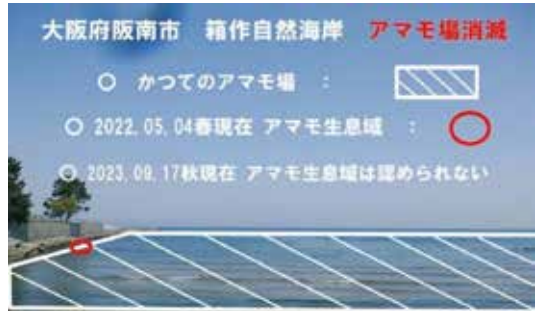 大阪府阪南市 箱作自然海岸 アマモ場消滅
○ かつてのアマモ場 :
○ 2022.05.04春現在 アマモ生息域 :
○ 2023.09.17秋現在 アマモ生息域は認められない